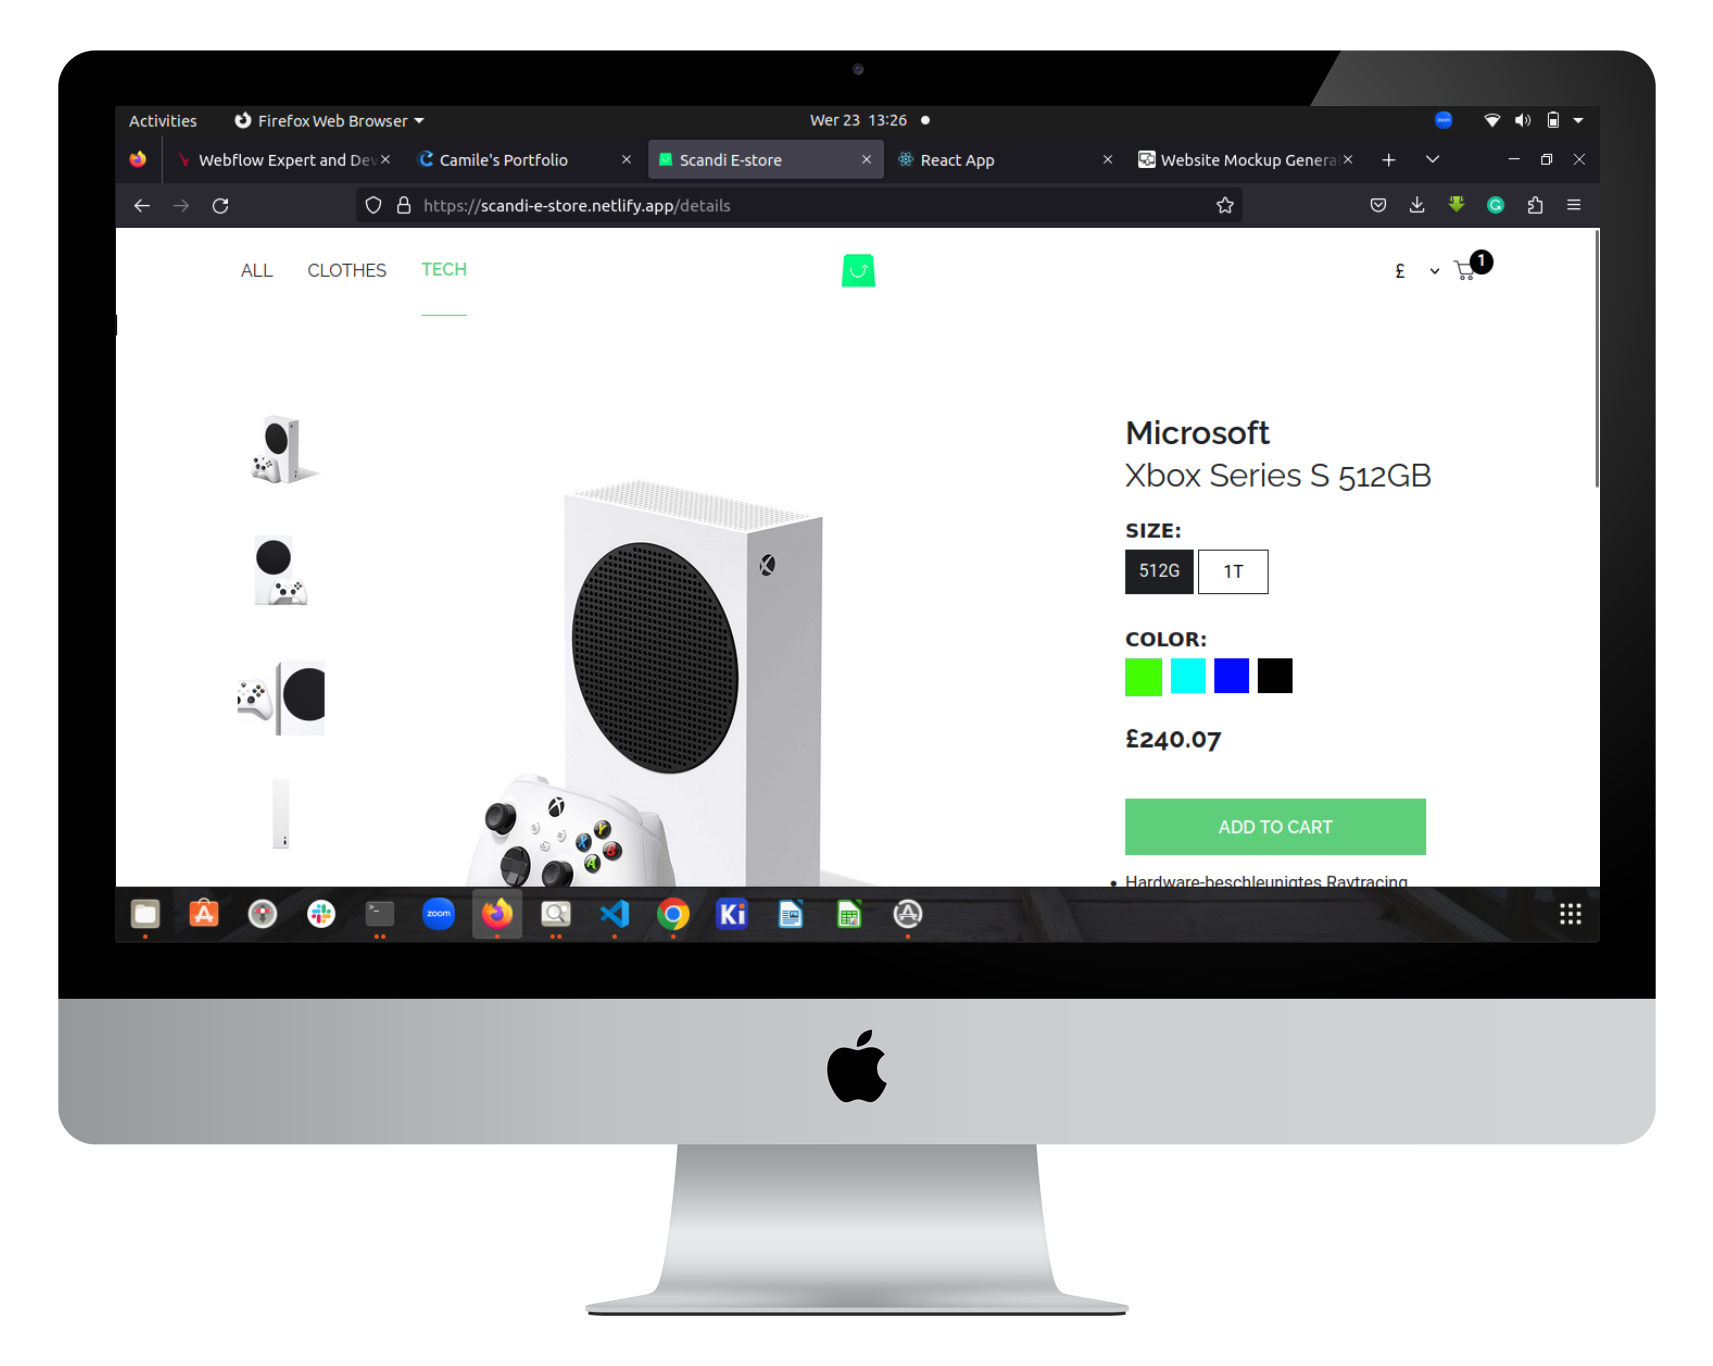 Activities Firefox Web Browser Wer 23 13:26
Webflow Expert and Dev Camile's Portfolio Scandi E-store React App Website Mockup Genera
https://scandi-e-store.netlify.app/details
ALL CLOTHES TECH £ 1
Microsoft
Xbox Series S 512GB
SIZE:
512G 1T
COLOR:
£240.07
ADD TO CART
Hardware-beschleunigtes Raytracing
zoom Ki